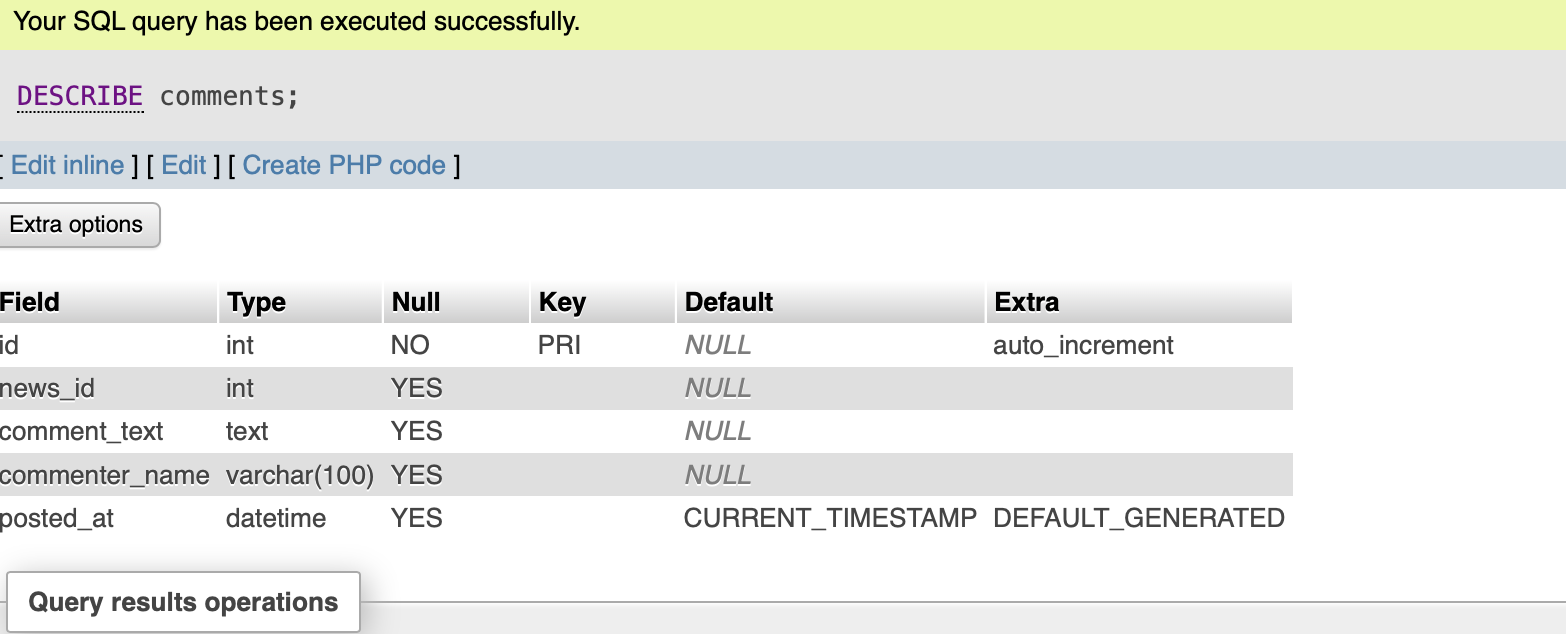 Your SQL query has been executed successfully.
DESCRIBE comments;
[ Edit inline ] [ Edit ] [ Create PHP code ]
Extra options
Field Type Null Key Default Extra
id int NO PRI NULL auto_increment
news_id int YES NULL
comment_text text YES NULL
commenter_name varchar(100) YES NULL
posted_at datetime YES CURRENT_TIMESTAMP DEFAULT_GENERATED
Query results operations